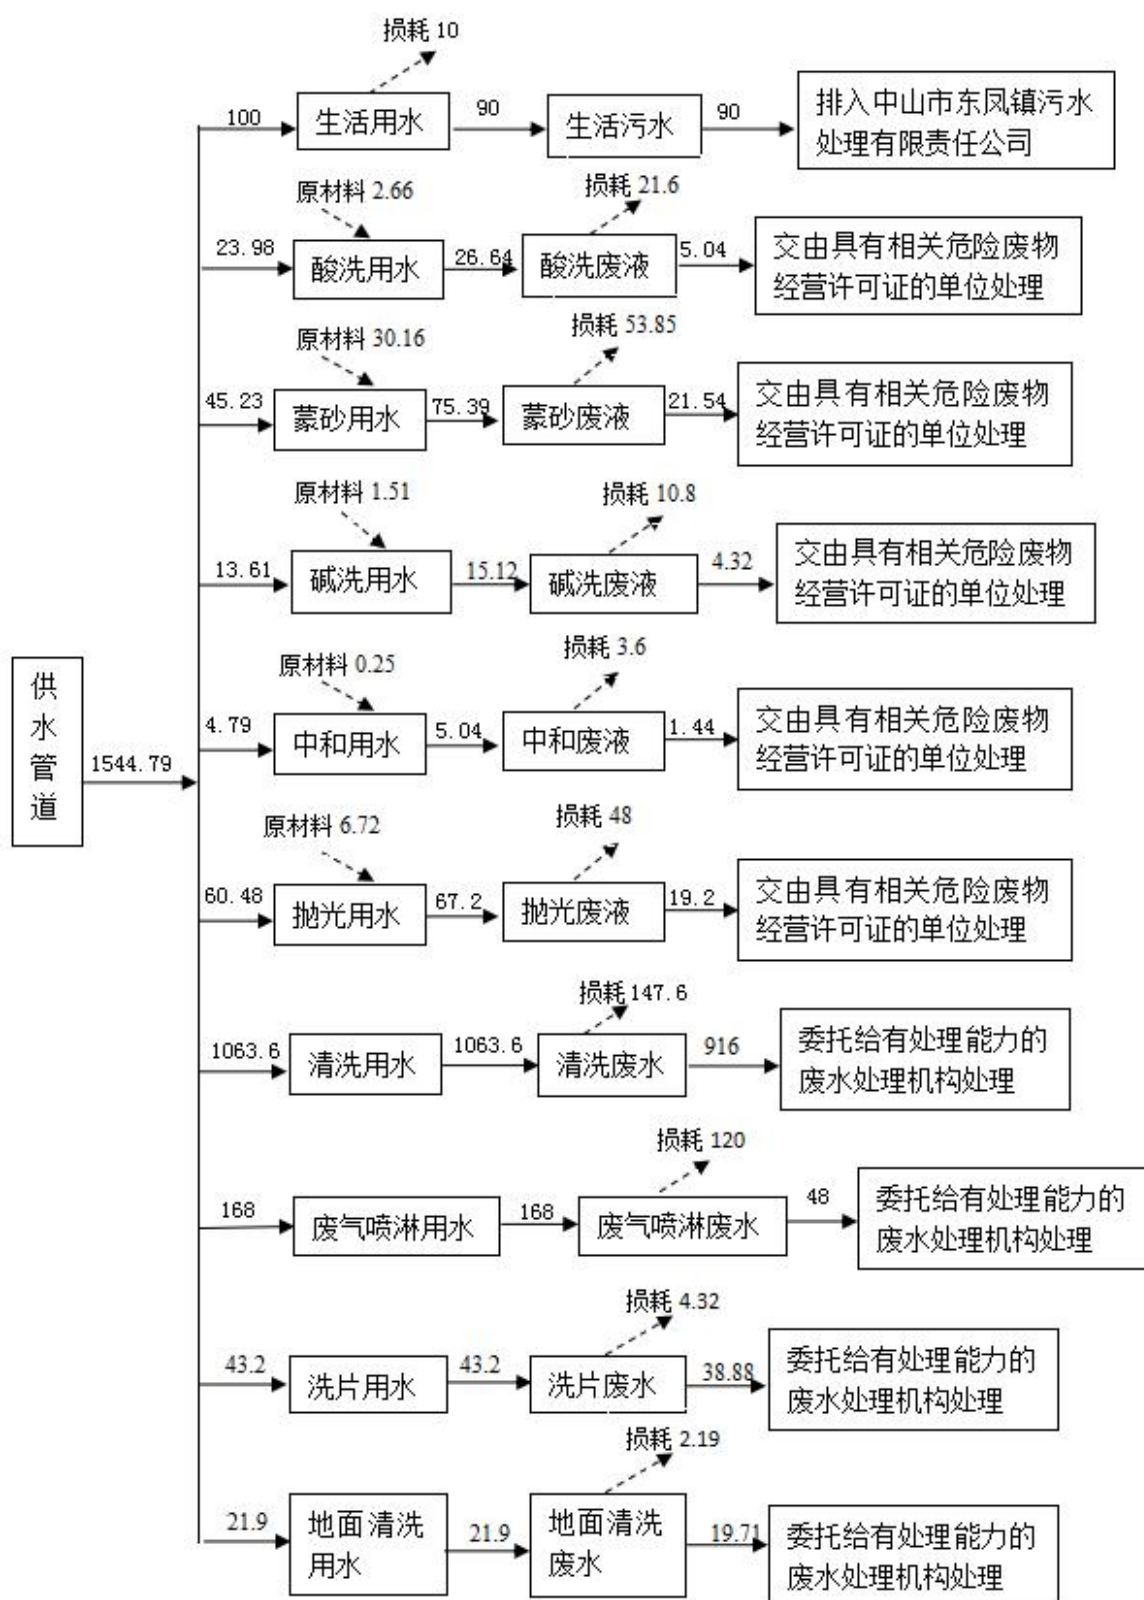 损耗 10
100
生活用水
90
生活污水
90
排入中山市东凤镇污水
处理有限责任公司
原材料 2.66
损耗 21.6
23.98
酸洗用水
26.64
酸洗废液
5.04
交由具有相关危险废物
经营许可证的单位处理
原材料 30.16
损耗 53.85
45.23
蒙砂用水
75.39
蒙砂废液
21.54
交由具有相关危险废物
经营许可证的单位处理
原材料 1.51
损耗 10.8
13.61
碱洗用水
15.12
碱洗废液
4.32
交由具有相关危险废物
经营许可证的单位处理
供
水
管
道
1544.79
原材料 0.25
损耗 3.6
4.79
中和用水
5.04
中和废液
1.44
交由具有相关危险废物
经营许可证的单位处理
原材料 6.72
损耗 48
60.48
抛光用水
67.2
抛光废液
19.2
交由具有相关危险废物
经营许可证的单位处理
损耗 147.6
1063.6
清洗用水
1063.6
清洗废水
916
委托给有处理能力的
废水处理机构处理
损耗 120
168
废气喷淋用水
168
废气喷淋废水
48
委托给有处理能力的
废水处理机构处理
损耗 4.32
43.2
洗片用水
43.2
洗片废水
38.88
委托给有处理能力的
废水处理机构处理
损耗 2.19
21.9
地面清洗
用水
21.9
地面清洗
废水
19.71
委托给有处理能力的
废水处理机构处理